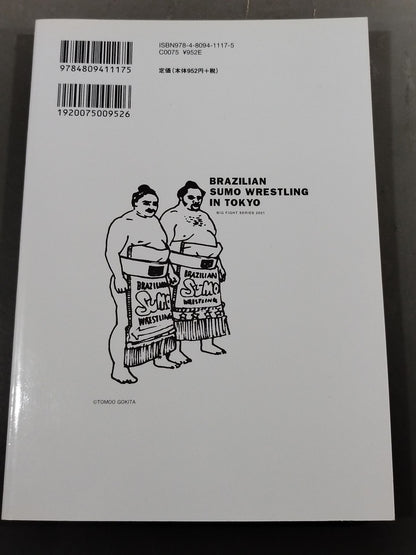 ISBN978-4-8094-1117-5
C0075 ¥952E
定価(本体952円+税)
9784809411175
1920075009526
BRAZILIAN
SUMO WRESTLING
IN TOKYO
BIG FIGHT SERIES 2021
BRAZILIAN
SUMO
WRESTLING
BRAZILIAN
SUMO
WRESTLING
©TOMOO GOKITA